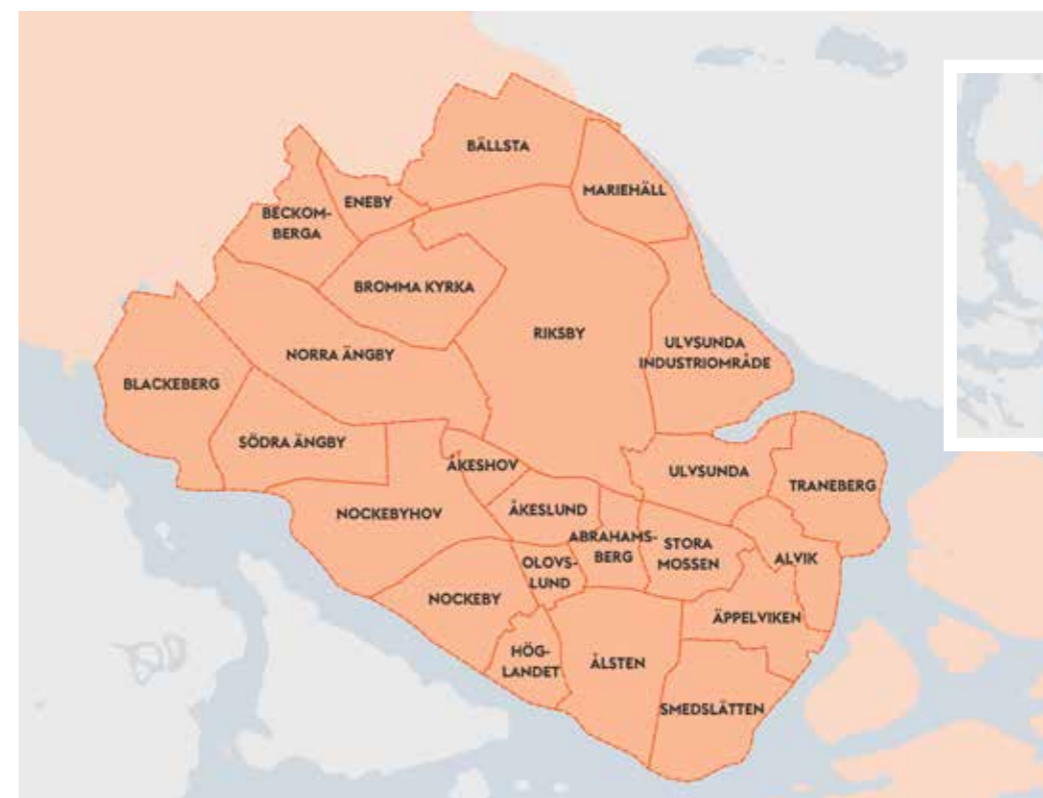 BÄLLSTA
MARIEHÄLL
ENEBY
BECKOM-
BERGA
BROMMA KYRKA
RIKSBY
ULVSUNDA
INDUSTRIOMRÅDE
NORRA ÄNGBY
BLACKEBERG
SÖDRA ÄNGBY
ÅKESHOV
ULVSUNDA
TRANEBERG
NOCKEBYHOV
ÅKESLUND
ABRAHAMS-
BERG
STORA
MOSSEN
ALVIK
OLOVS-
LUND
NOCKEBY
ÄPPELVIKEN
HÖG-
LANDET
ÅLSTEN
SMEDSLÄTTEN